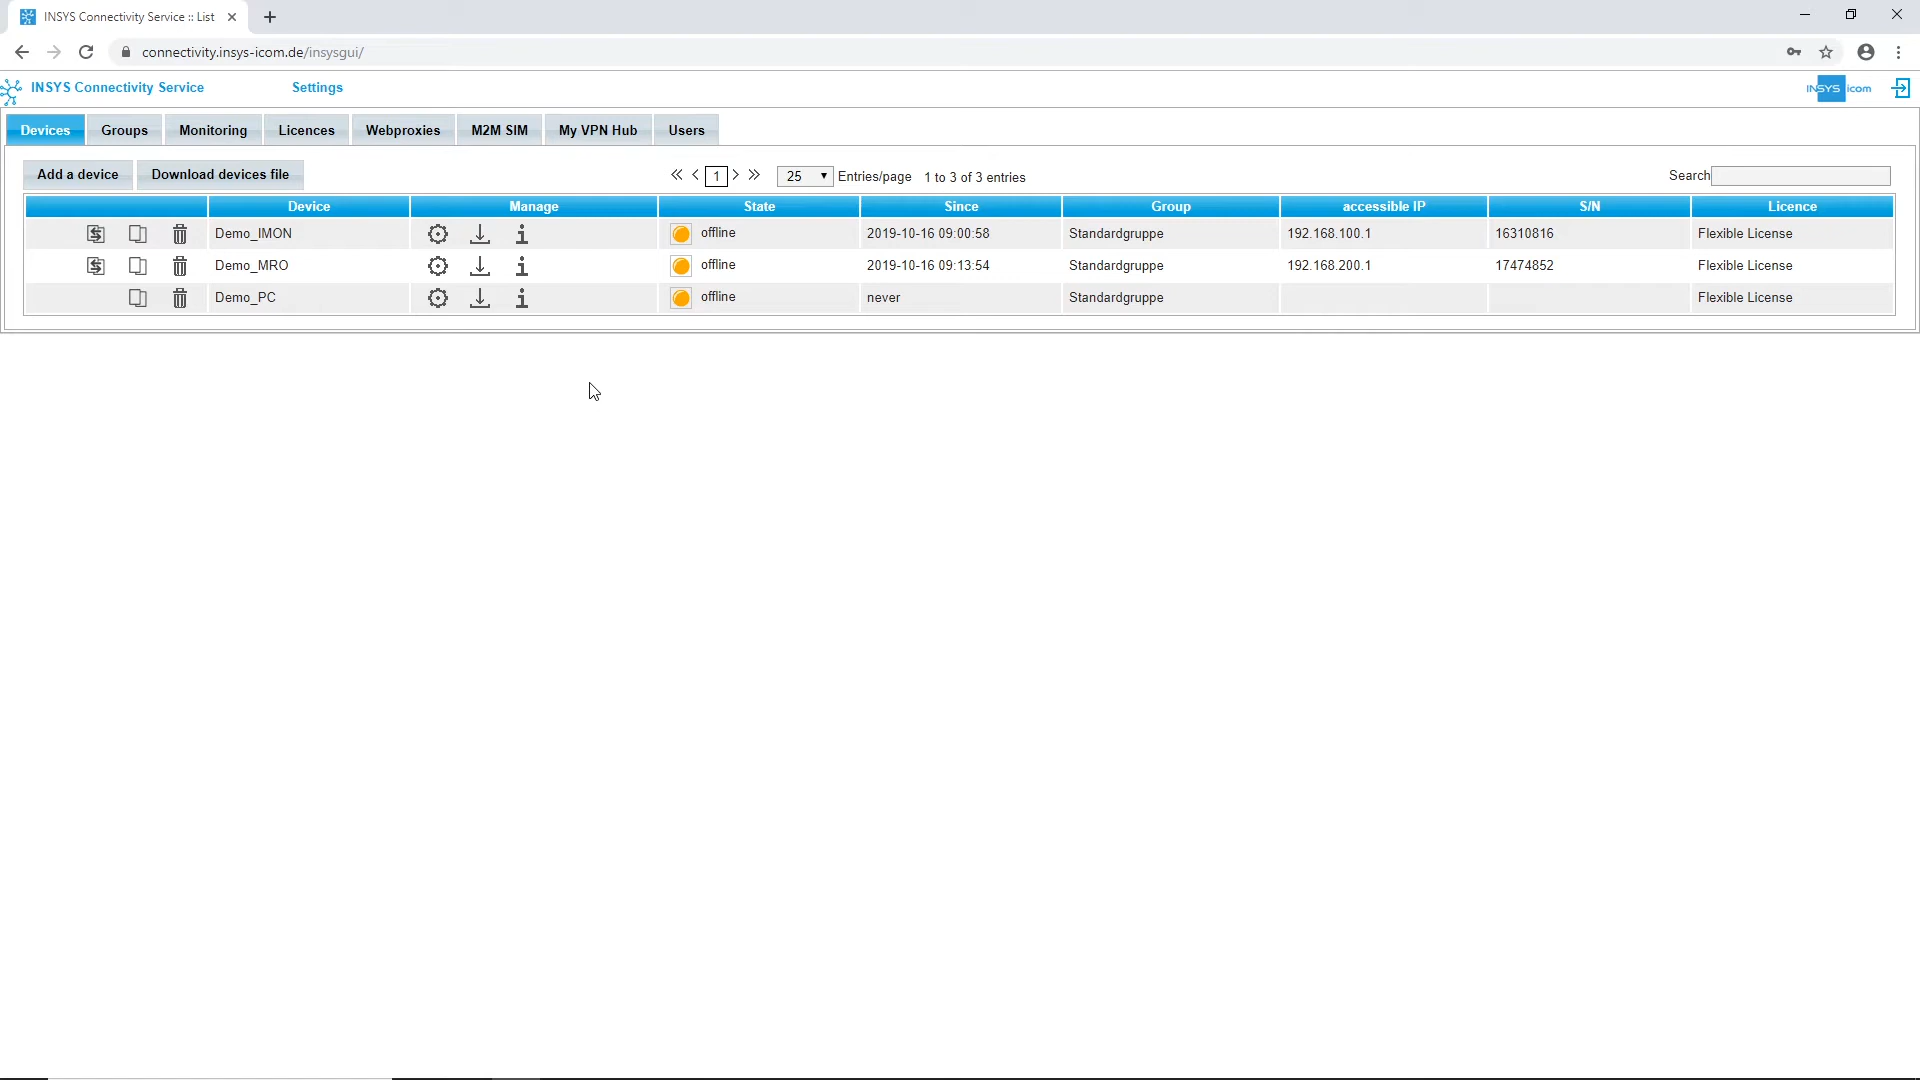 INSYS Connectivity Service :: List
connectivity.insys-icom.de/insysgui/
INSYS Connectivity Service Settings INSYS icom
Devices Groups Monitoring Licences Webproxies M2M SIM My VPN Hub Users
Add a device Download devices file 1 25 Entries/page 1 to 3 of 3 entries Search
Device Manage State Since Group accessible IP S/N Licence
Demo_IMON offline 2019-10-16 09:00:58 Standardgruppe 192.168.100.1 16310816 Flexible License
Demo_MRO offline 2019-10-16 09:13:54 Standardgruppe 192.168.200.1 17474852 Flexible License
Demo_PC offline never Standardgruppe Flexible License